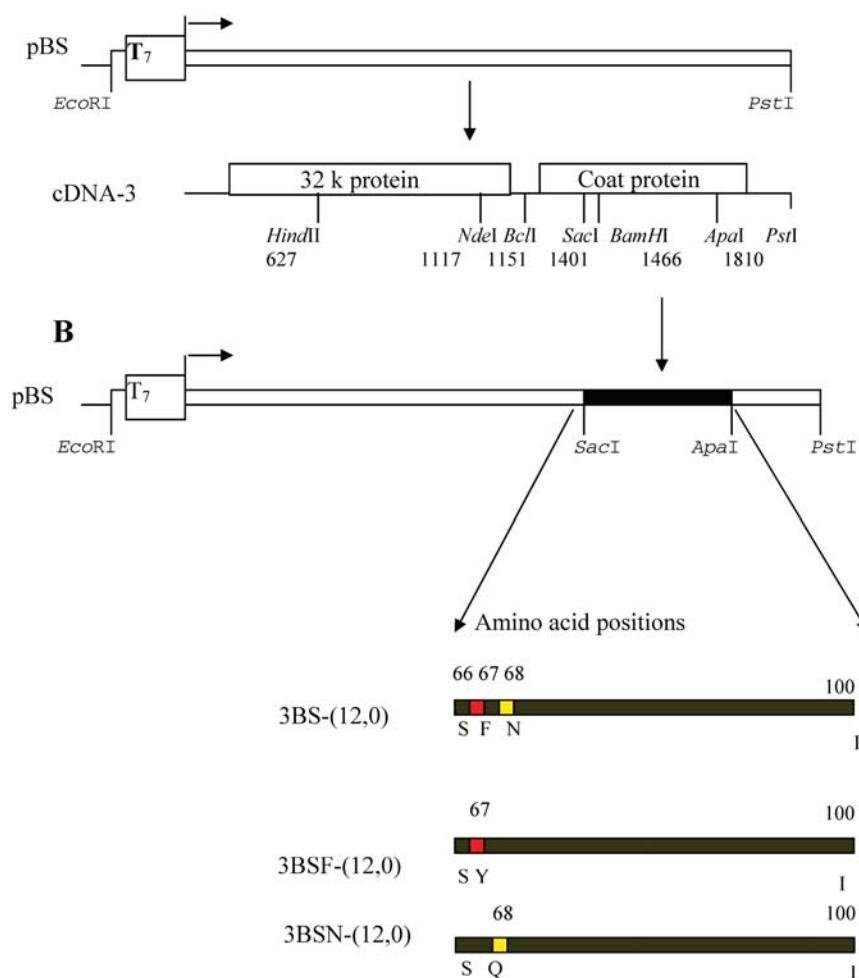 pBS T7
EcoRI PstI
32 k protein Coat protein
cDNA-3
HindII NdeI BclI SacI BamHI ApaI PstI
627 1117 1151 1401 1466 1810
B
pBS T7
EcoRI SacI ApaI PstI
Amino acid positions
66 67 68 100
3BS-(12,0)
S F N I
67 100
3BSF-(12,0)
S Y I
68 100
3BSN-(12,0)
S Q I